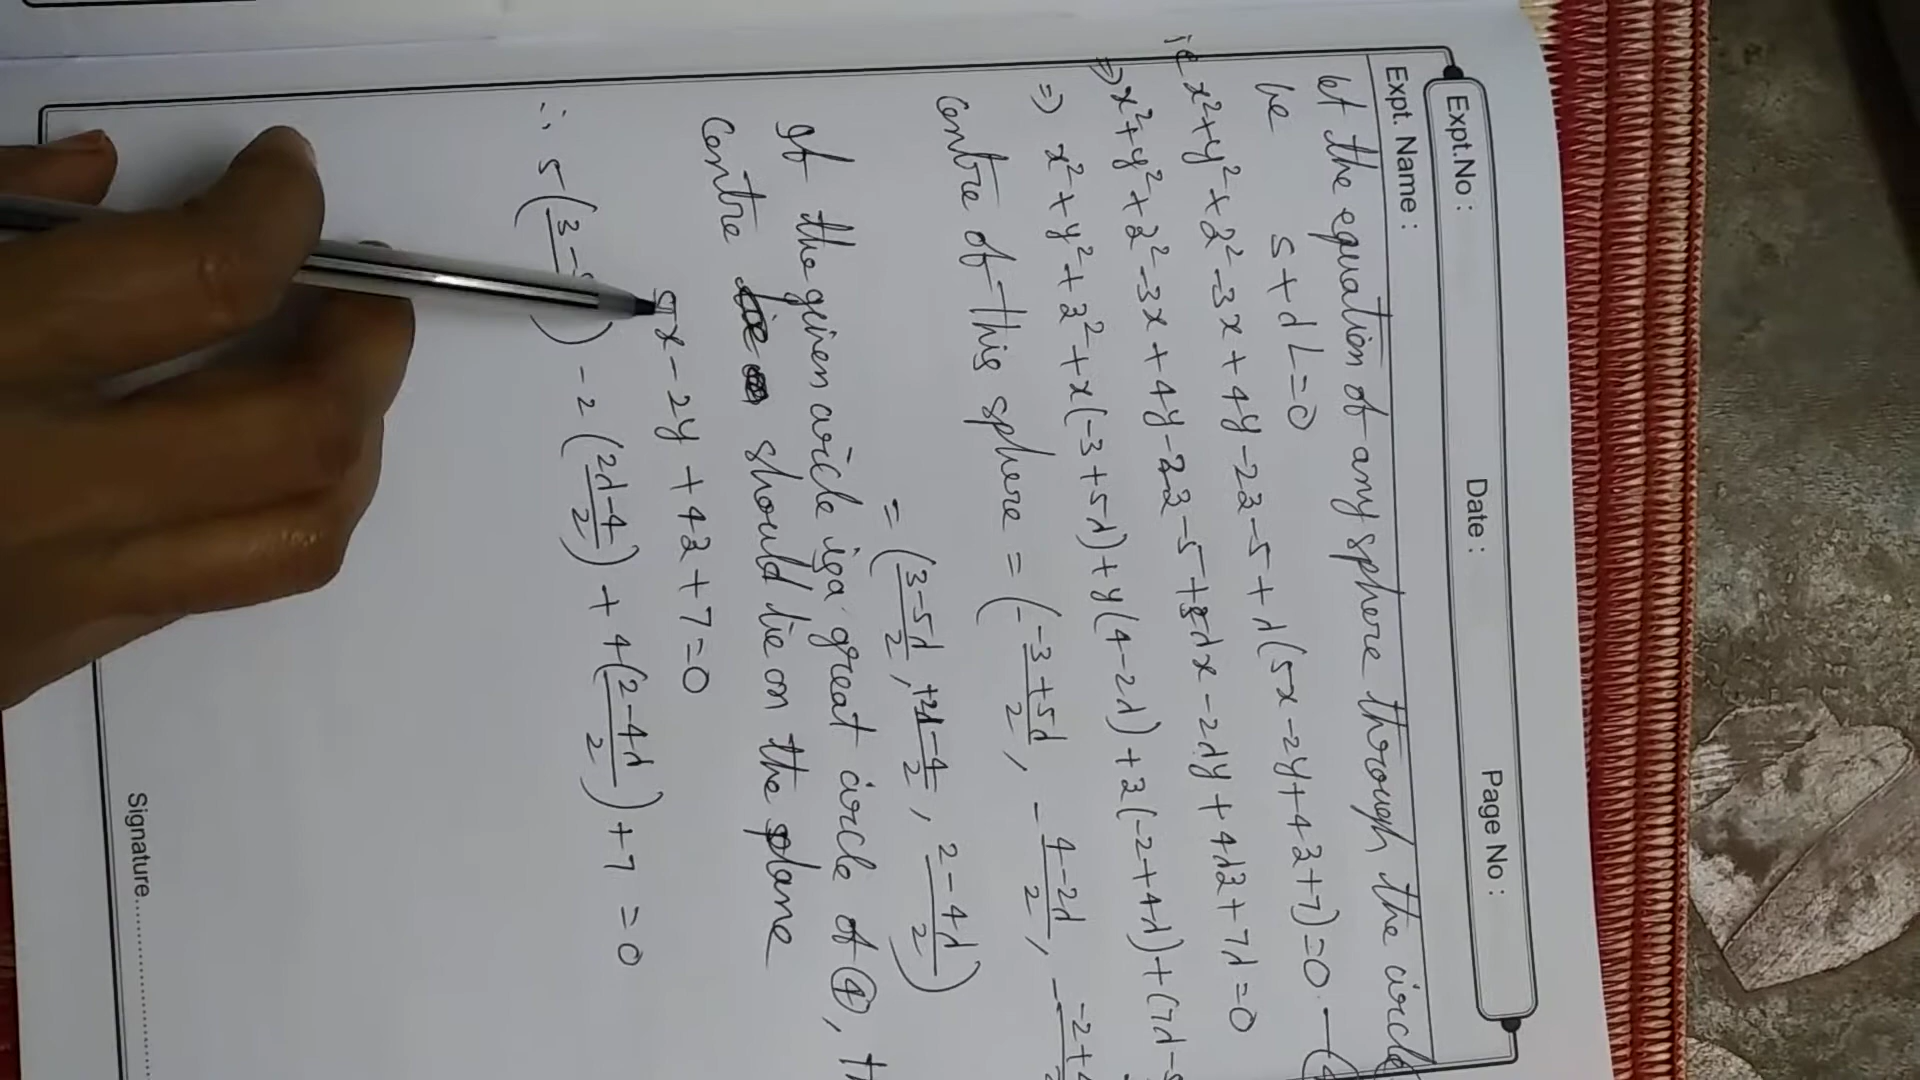 Expt.No : Date : Page No :
Expt. Name :
let the equation of any sphere through the circle
be S + λL = 0
ie x² + y² + z² - 3x + 4y - 2z - 5 + λ(5x - 2y + 4z + 7) = 0 — (
⇒ x² + y² + z² - 3x + 4y - 2z - 5 + 5λx - 2λy + 4λz + 7λ = 0
⇒ x² + y² + z² + x(-3 + 5λ) + y(4 - 2λ) + z(-2 + 4λ) + (7λ - 5
Centre of this sphere = (- -3+5λ/2, - 4-2λ/2, - -2+4
= (3-5λ/2, +2λ-4/2, 2-4λ/2)
If the given circle is a great circle of ④, th
centre should lie on the plane
5x - 2y + 4z + 7 = 0
∴ 5(3- ) - 2(2λ-4/2) + 4(2-4λ/2) + 7 = 0
Signature